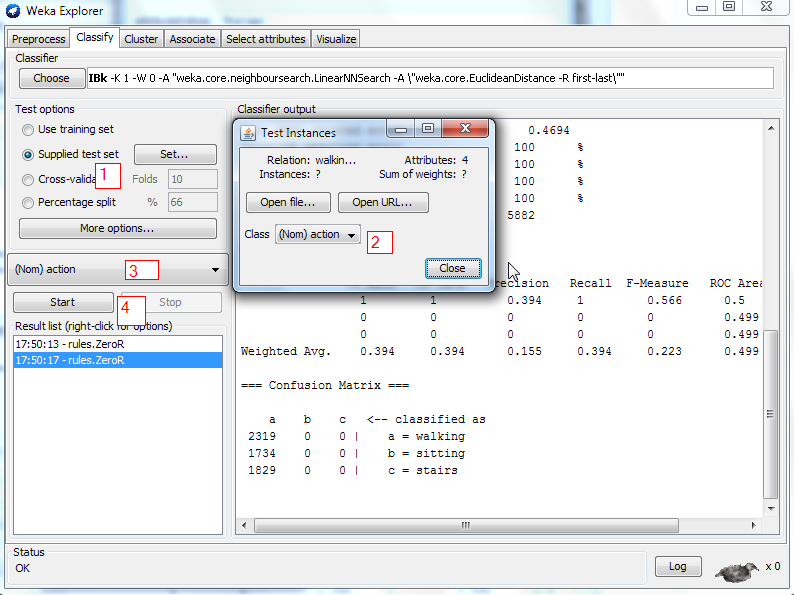 Weka Explorer
Preprocess Classify Cluster Associate Select attributes Visualize
Classifier
Choose IBk -K 1 -W 0 -A "weka.core.neighboursearch.LinearNNSearch -A \"weka.core.EuclideanDistance -R first-last\""
Test options
Use training set
Supplied test set Set...
1
Cross-valida Folds 10
Percentage split % 66
More options...
(Nom) action 3
Start Stop
4
Result list (right-click for options)
17:50:13 - rules.ZeroR
17:50:17 - rules.ZeroR
Classifier output
0.4694
100 %
100 %
100 %
100 %
5882
Test Instances
Relation: walkin... Attributes: 4
Instances: ? Sum of weights: ?
Open file... Open URL...
Class (Nom) action 2
Close
recision Recall F-Measure ROC Area
1 1 0.394 1 0.566 0.5
0 0 0 0 0 0.499
0 0 0 0 0 0.499
Weighted Avg. 0.394 0.394 0.155 0.394 0.223 0.499
=== Confusion Matrix ===
a b c <-- classified as
2319 0 0 | a = walking
1734 0 0 | b = sitting
1829 0 0 | c = stairs
Status
OK
Log x 0